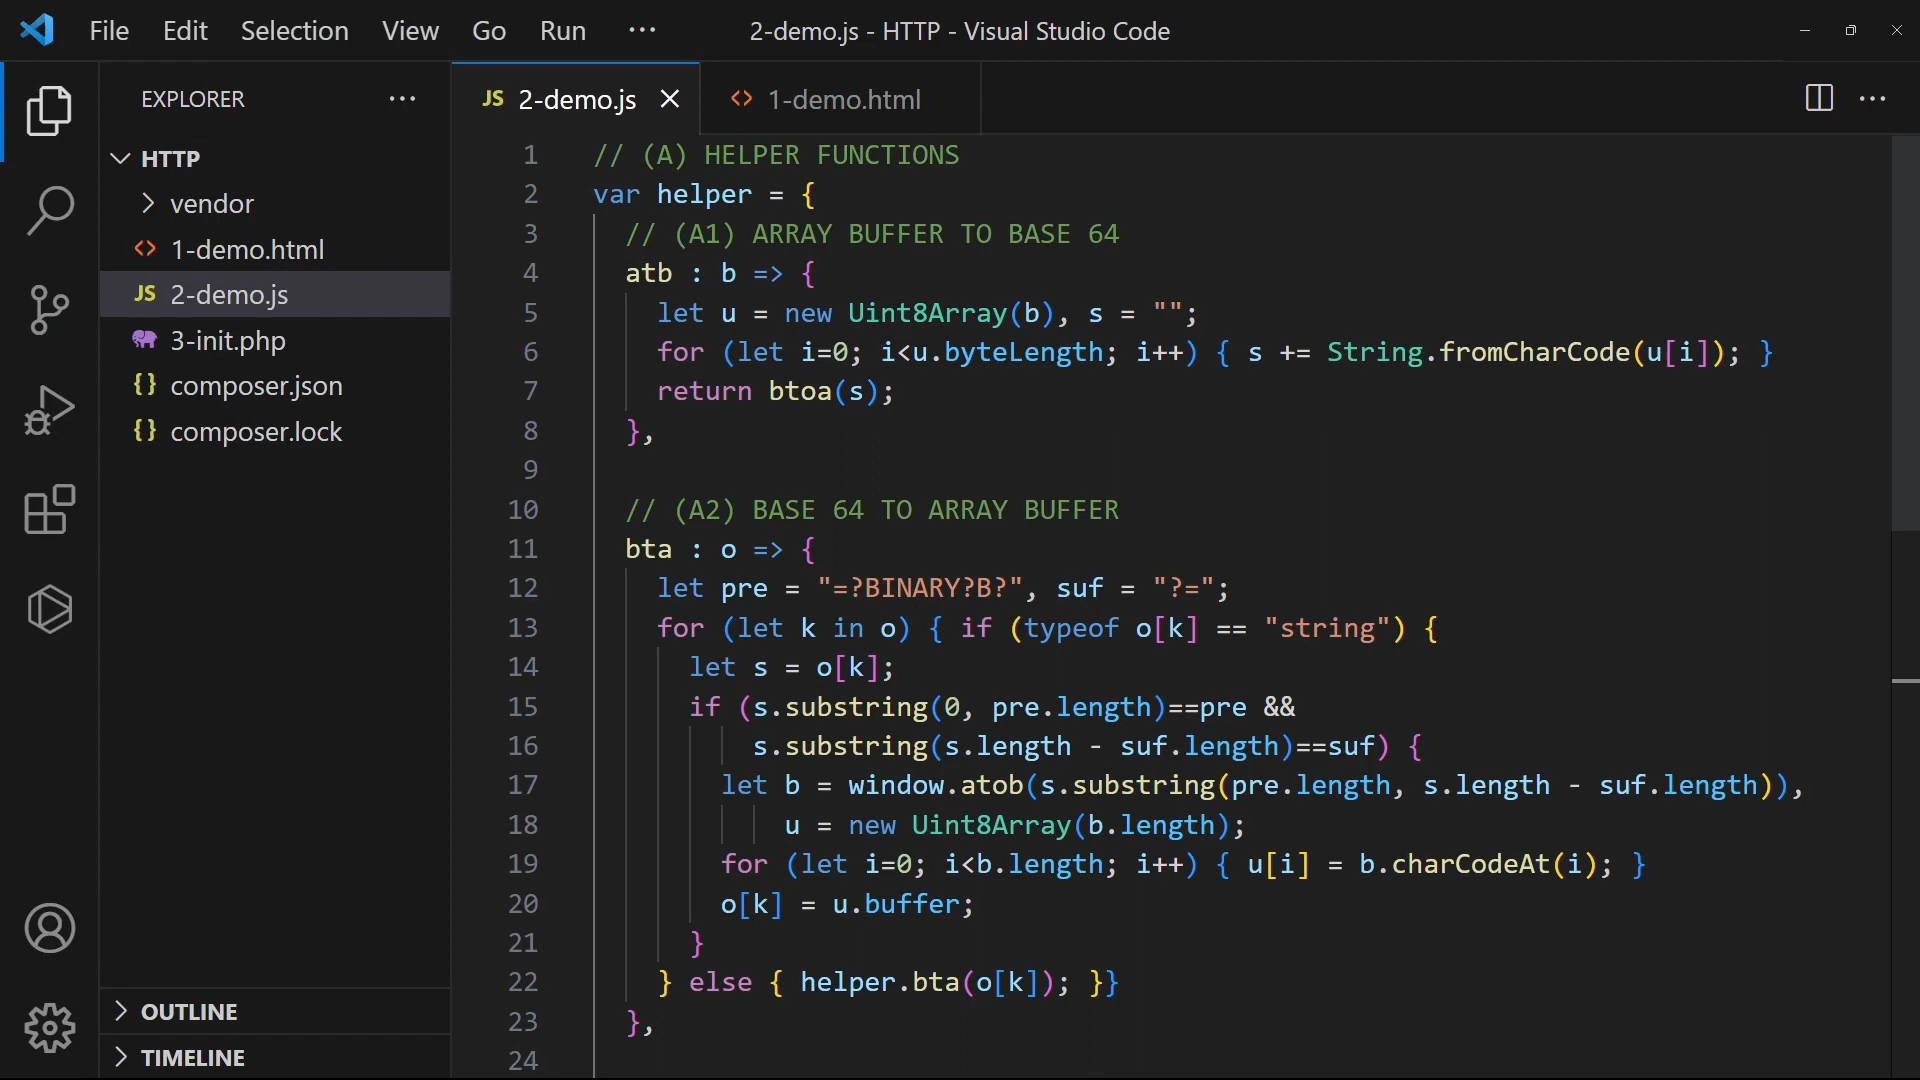 File Edit Selection View Go Run ··· 2-demo.js - HTTP - Visual Studio Code
EXPLORER ···
HTTP
vendor
<> 1-demo.html
JS 2-demo.js
3-init.php
{} composer.json
{} composer.lock
OUTLINE
TIMELINE
JS 2-demo.js <> 1-demo.html ···
1 // (A) HELPER FUNCTIONS
2 var helper = {
3 // (A1) ARRAY BUFFER TO BASE 64
4 atb : b => {
5 let u = new Uint8Array(b), s = "";
6 for (let i=0; i<u.byteLength; i++) { s += String.fromCharCode(u[i]); }
7 return btoa(s);
8 },
9
10 // (A2) BASE 64 TO ARRAY BUFFER
11 bta : o => {
12 let pre = "=?BINARY?B?", suf = "?=";
13 for (let k in o) { if (typeof o[k] == "string") {
14 let s = o[k];
15 if (s.substring(0, pre.length)==pre &&
16 s.substring(s.length - suf.length)==suf) {
17 let b = window.atob(s.substring(pre.length, s.length - suf.length)),
18 u = new Uint8Array(b.length);
19 for (let i=0; i<b.length; i++) { u[i] = b.charCodeAt(i); }
20 o[k] = u.buffer;
21 }
22 } else { helper.bta(o[k]); }}
23 },
24